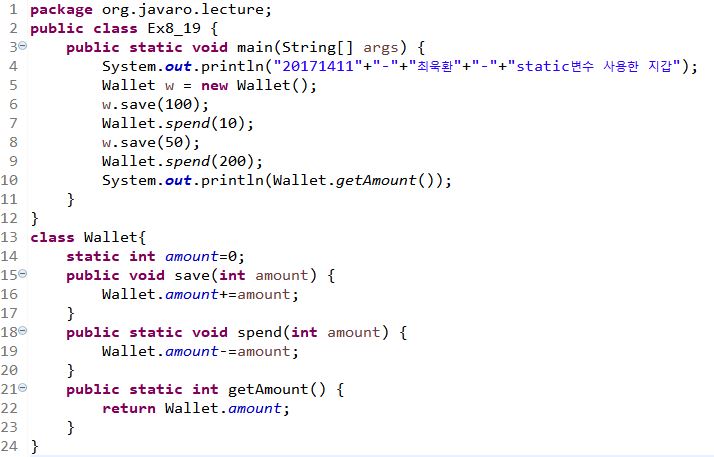 1 package org.javaro.lecture;
2 public class Ex8_19 {
3     public static void main(String[] args) {
4         System.out.println("20171411"+"-"+"최욱환"+"-"+"static변수 사용한 지갑");
5         Wallet w = new Wallet();
6         w.save(100);
7         Wallet.spend(10);
8         w.save(50);
9         Wallet.spend(200);
10         System.out.println(Wallet.getAmount());
11     }
12 }
13 class Wallet{
14     static int amount=0;
15     public void save(int amount) {
16         Wallet.amount+=amount;
17     }
18     public static void spend(int amount) {
19         Wallet.amount-=amount;
20     }
21     public static int getAmount() {
22         return Wallet.amount;
23     }
24 }